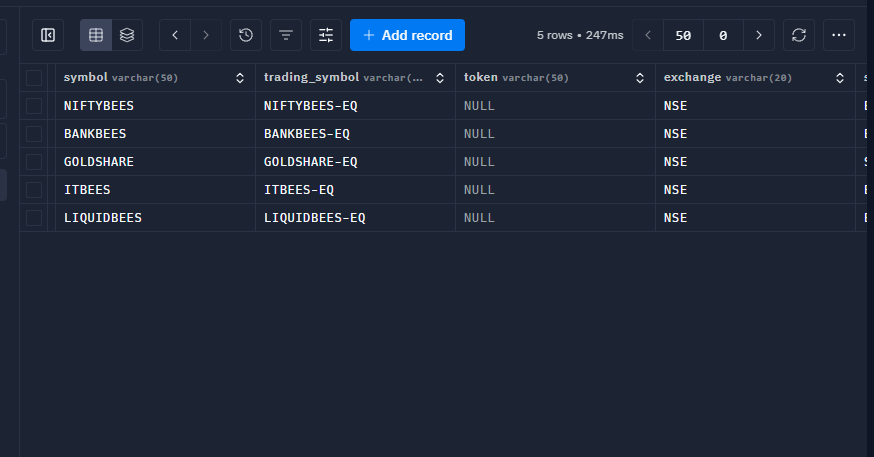 Add record
5 rows • 247ms
50
0
symbol varchar(50)
trading_symbol varchar(...
token varchar(50)
exchange varchar(20)
NIFTYBEES NIFTYBEES-EQ NULL NSE
BANKBEES BANKBEES-EQ NULL NSE
GOLDSHARE GOLDSHARE-EQ NULL NSE
ITBEES ITBEES-EQ NULL NSE
LIQUIDBEES LIQUIDBEES-EQ NULL NSE